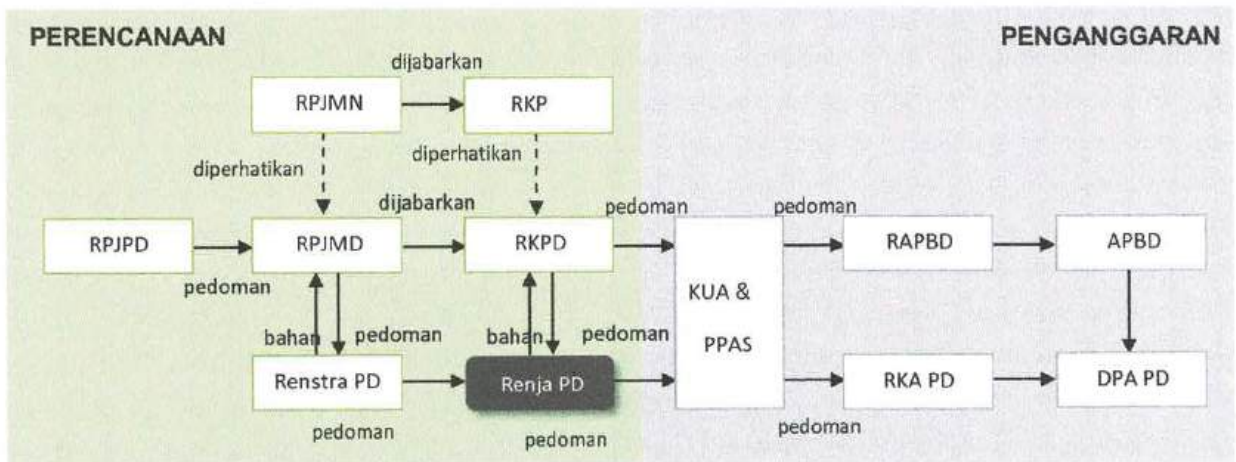 PERENCANAAN
PENGANGGARAN
dijabarkan
RPJMN
RKP
diperhatikan
diperhatikan
dijabarkan
pedoman
pedoman
RPJPD
RPJMD
RKPD
RAPBD
APBD
pedoman
KUA &
PPAS
bahan
pedoman
bahan
pedoman
Renstra PD
Renja PD
RKA PD
DPA PD
pedoman
pedoman
pedoman